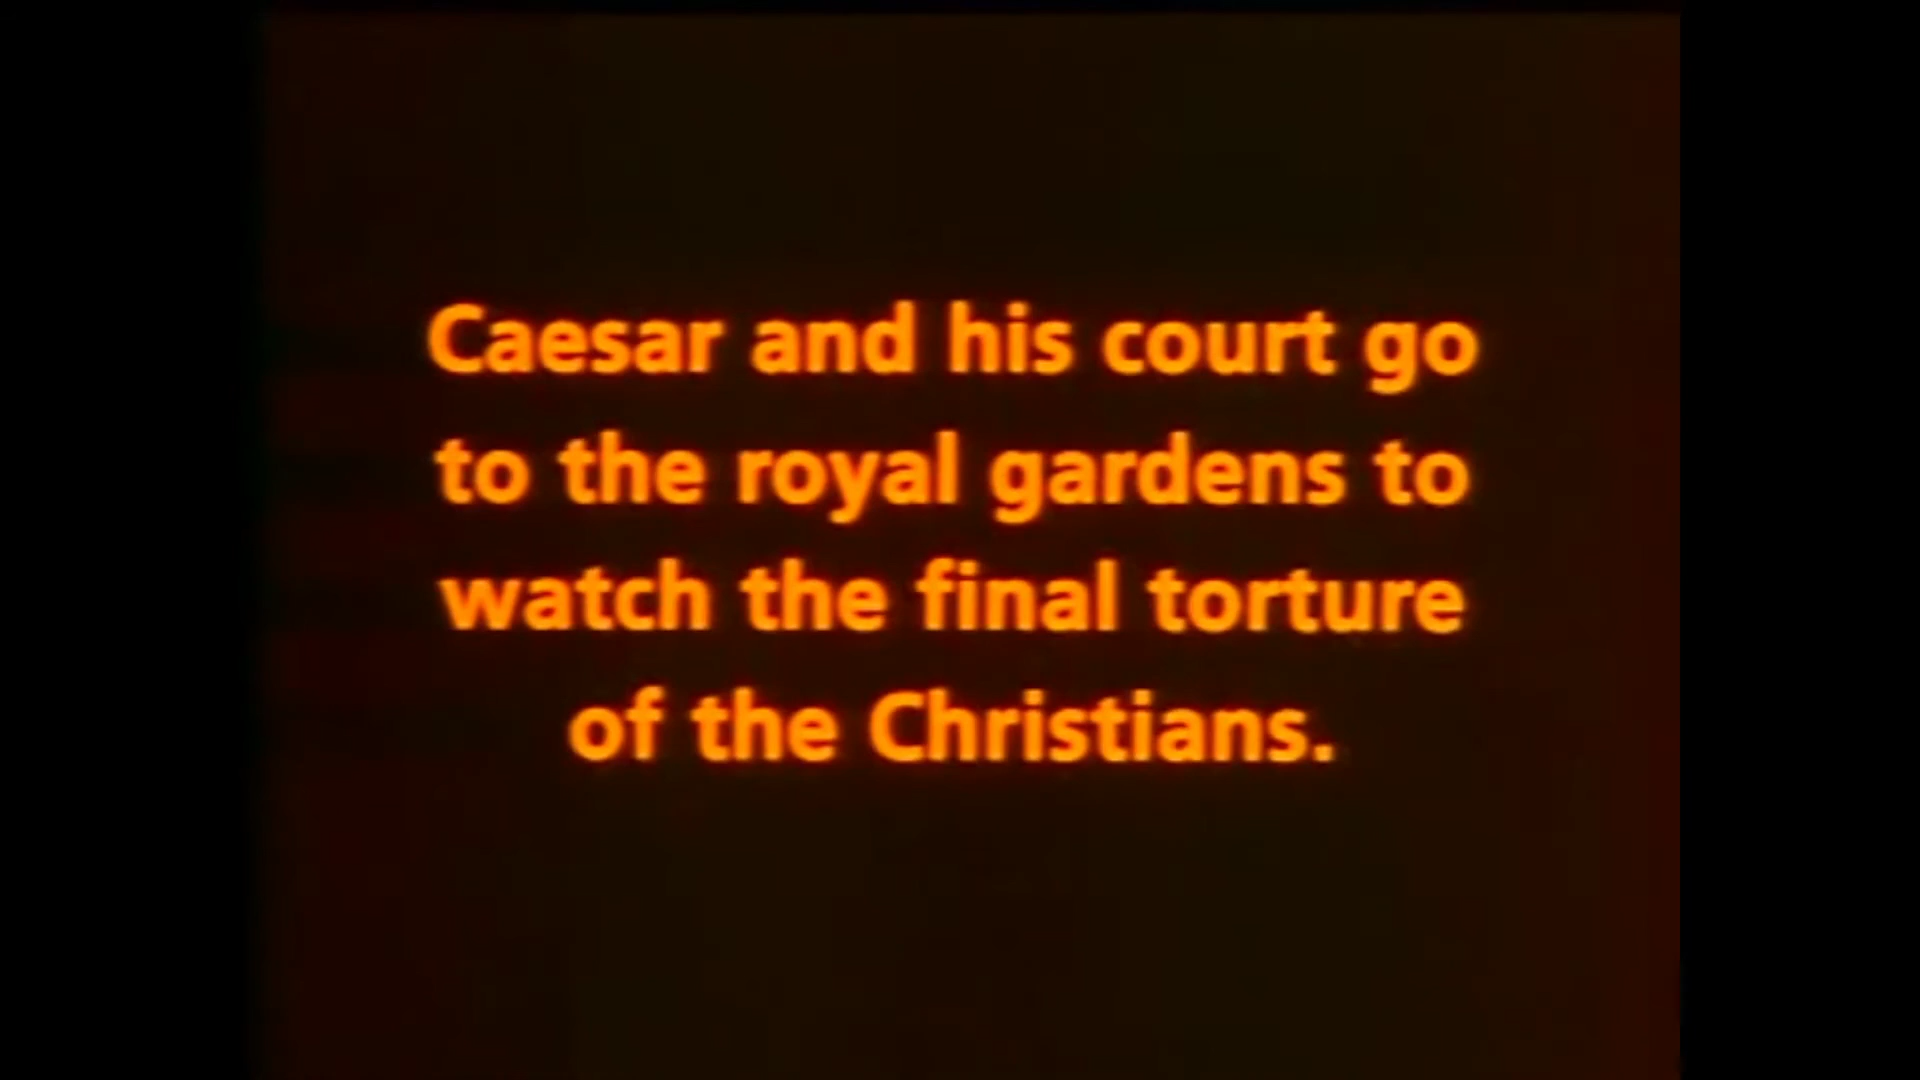 Caesar and his court go
to the royal gardens to
watch the final torture
of the Christians.